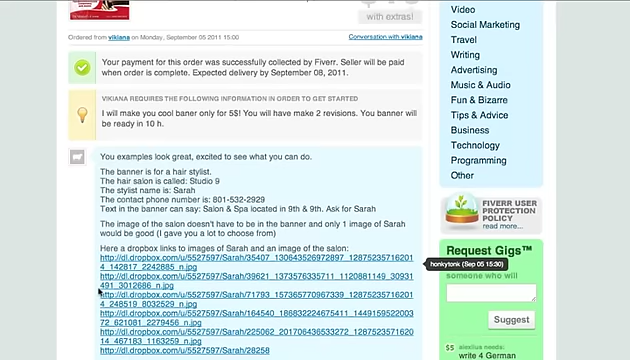 with extras!
Ordered from vikiana on Monday, September 05 2011 15:00
Conversation with vikiana
Your payment for this order was successfully collected by Fiverr. Seller will be paid
when order is complete. Expected delivery by September 08, 2011.
VIKIANA REQUIRES THE FOLLOWING INFORMATION IN ORDER TO GET STARTED
I will make you cool baner only for 5$! You will have make 2 revisions. You banner will
be ready in 10 h.
You examples look great, excited to see what you can do.
The banner is for a hair stylist.
The hair salon is called: Studio 9
The stylist name is: Sarah
The contact phone number is: 801-532-2929
Text in the banner can say: Salon & Spa located in 9th & 9th. Ask for Sarah
The image of the salon doesn't have to be in the banner and only 1 image of Sarah
would be good (I gave you a lot to choose from)
Here a dropbox links to images of Sarah and an image of the salon:
http://dl.dropbox.com/u/5527597/Sarah/35407_130643526972897_12875235716201
4_142817_2242885_n.jpg
http://dl.dropbox.com/u/5527597/Sarah/39621_1373576335711_1120881149_30931
491_3013686_n.jpg
http://dl.dropbox.com/u/5527597/Sarah/71793_157365770967339_12875235716201
4_248519_8032529_n.jpg
http://dl.dropbox.com/u/5527597/Sarah/164540_186832224675411_1449159522003
72_621081_2279456_n.jpg
http://dl.dropbox.com/u/5527597/Sarah/225062_201706436533272_1287523571620
14_467183_1163259_n.jpg
http://dl.dropbox.com/u/5527597/Sarah/28258
Video
Social Marketing
Travel
Writing
Advertising
Music & Audio
Fun & Bizarre
Tips & Advice
Business
Technology
Programming
Other
FIVERR USER
PROTECTION
POLICY
read more...
Request Gigs™
honkytonk (Sep 05 15:30)
someone who will
Suggest
$5 alexilus needs:
write 4 German